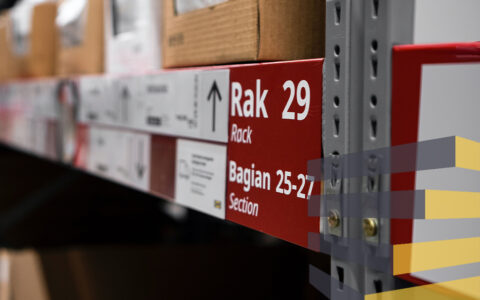 Rak 29
Rack
Bagian 25-27
Section